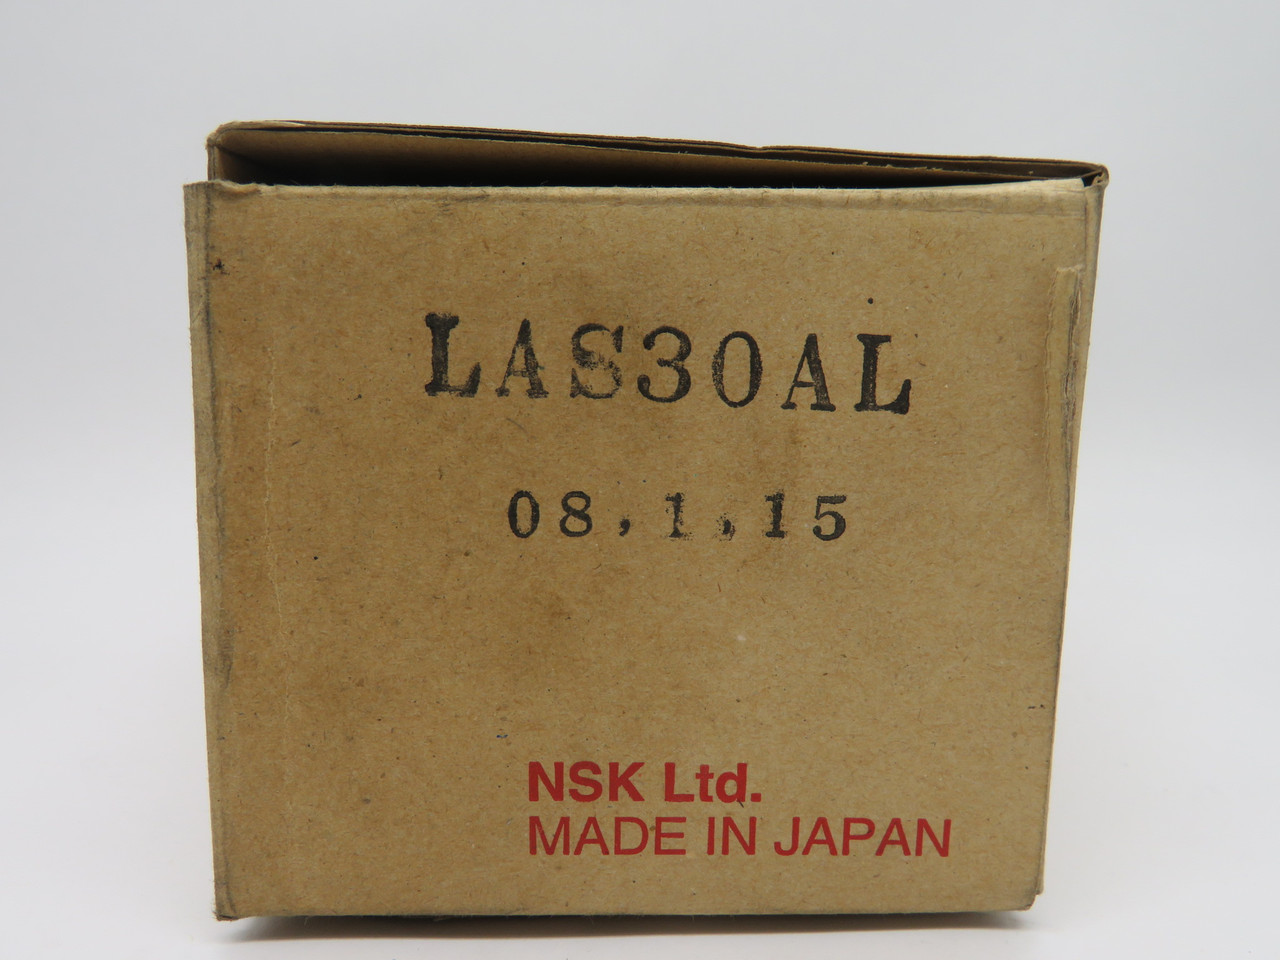 LAS30AL
08,1,15
NSK Ltd.
MADE IN JAPAN